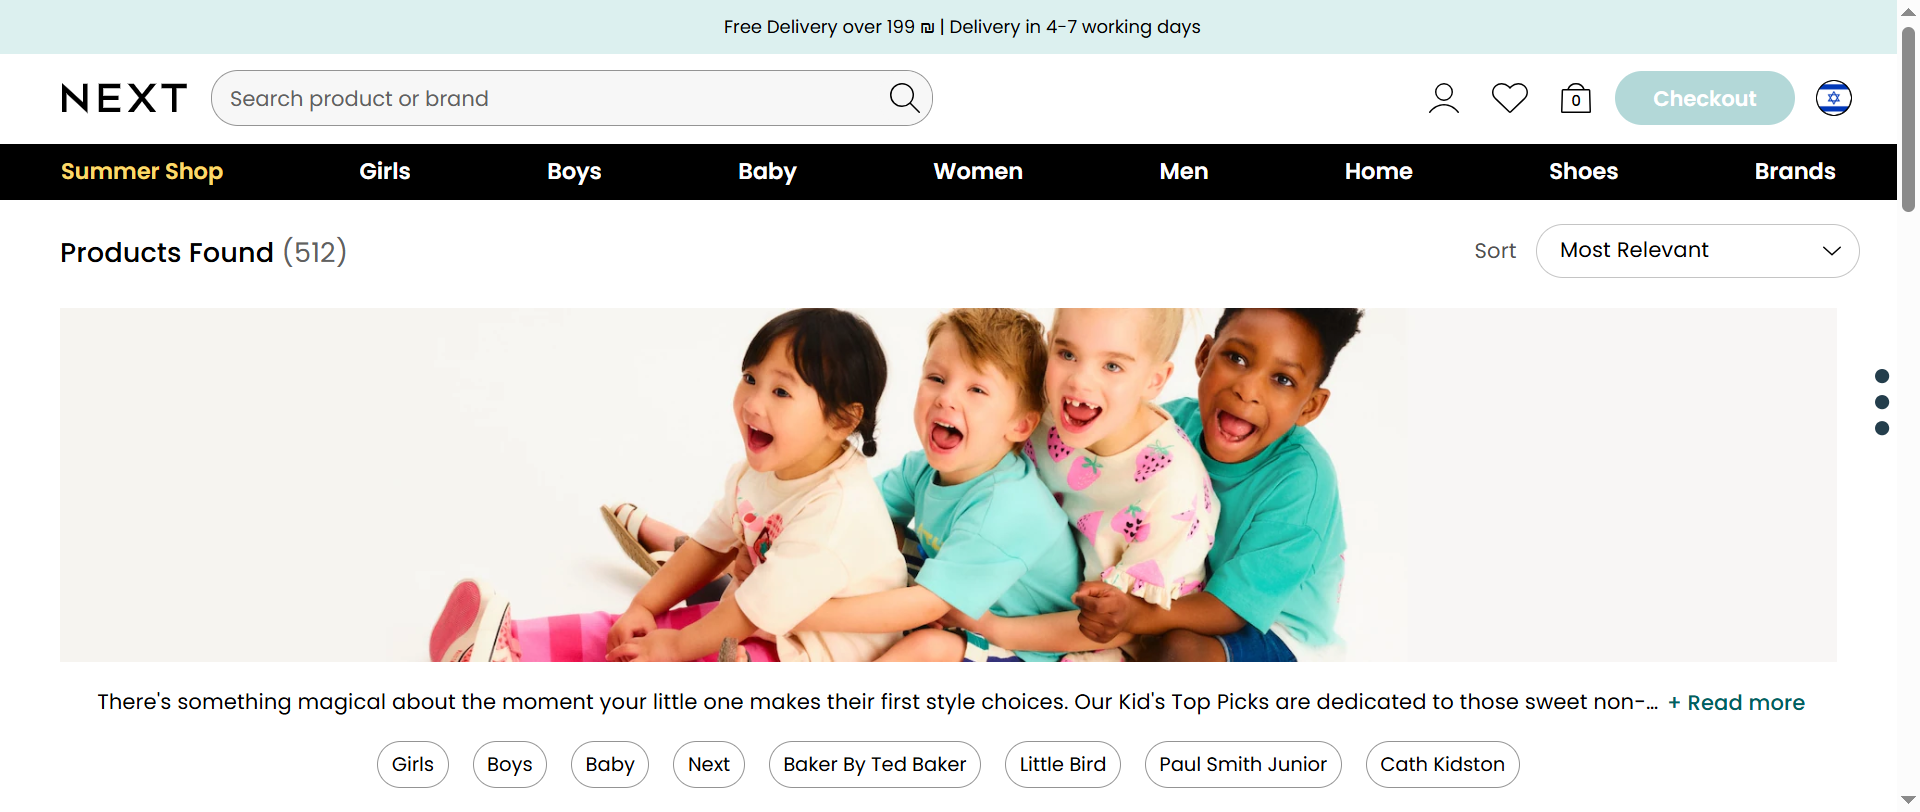 Free Delivery over 199 ₪ | Delivery in 4-7 working days
NEXT
Search product or brand
0
Checkout
Summer Shop
Girls
Boys
Baby
Women
Men
Home
Shoes
Brands
Products Found (512)
Sort
Most Relevant
There's something magical about the moment your little one makes their first style choices. Our Kid's Top Picks are dedicated to those sweet non-... + Read more
Girls
Boys
Baby
Next
Baker By Ted Baker
Little Bird
Paul Smith Junior
Cath Kidston